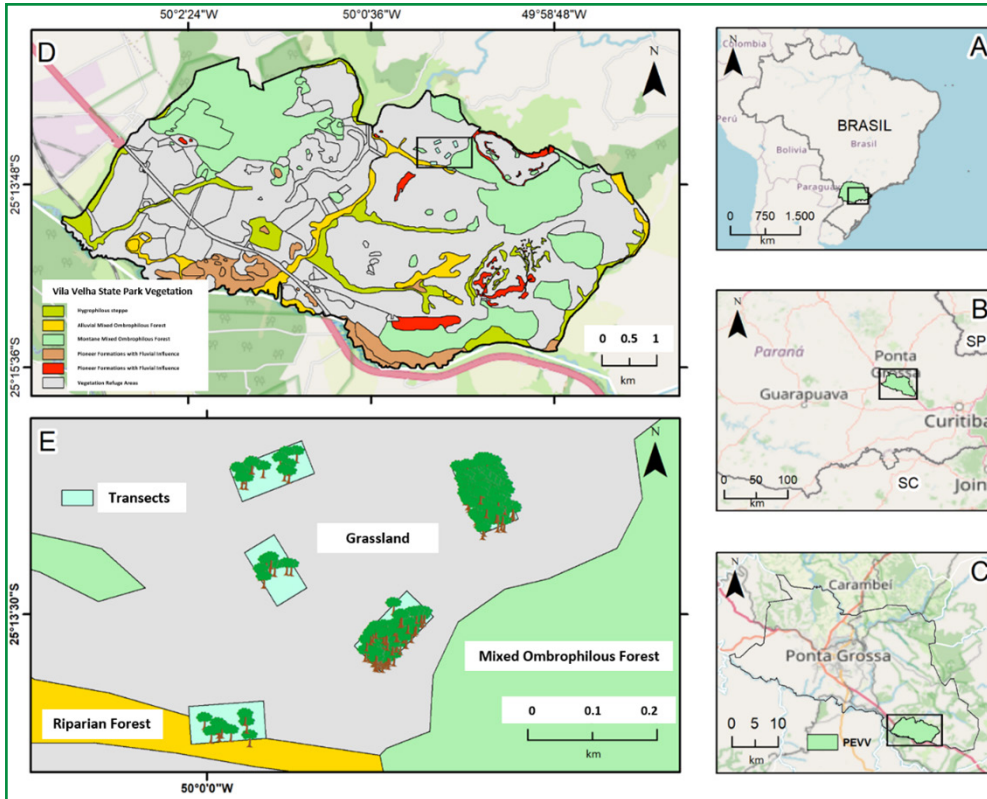 50°2'24"W
50°0'36"W
49°58'48"W
D
N
25°13'48"S
25°15'36"S
Vila Velha State Park Vegetation
Hygrophilous steppe
Alluvial Mixed Ombrophilous Forest
Montane Mixed Ombrophilous Forest
Pioneer Formations with Fluvial Influence
Pioneer Formations with Fluvial Influence
Vegetation Refuge Areas
0 0.5 1
km
E
N
Transects
Grassland
25°13'30"S
Mixed Ombrophilous Forest
Riparian Forest
0 0.1 0.2
km
50°0'0"W
A
N
Colombia
Perú
BRASIL
Brasil
Bolivia
Paraguay
0 750 1.500
km
B
N
SP
Paraná
Ponta
Grossa
Guarapuava
Curitiba
0 50 100
km
SC
Join
C
N
Carambeí
Ponta Grossa
0 5 10
km
PEVV